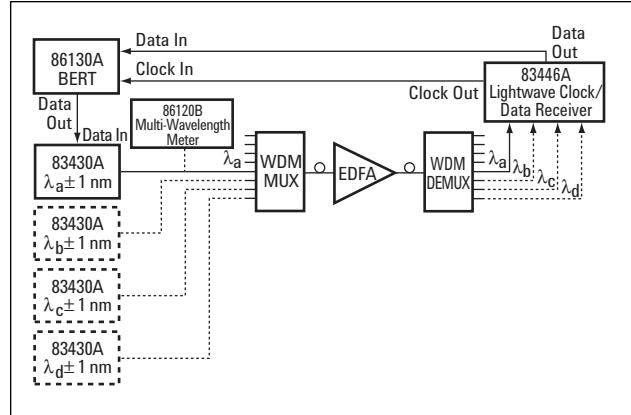 Data In
Data
Out
86130A
BERT
Clock In
83446A
Lightwave Clock/
Data Receiver
Clock Out
Data
Out
Data In
86120B
Multi-Wavelength
Meter
83430A
λa ± 1 nm
λa
WDM
MUX
EDFA
WDM
DEMUX
λa
λb
λc
λd
83430A
λb ± 1 nm
83430A
λc ± 1 nm
83430A
λd ± 1 nm